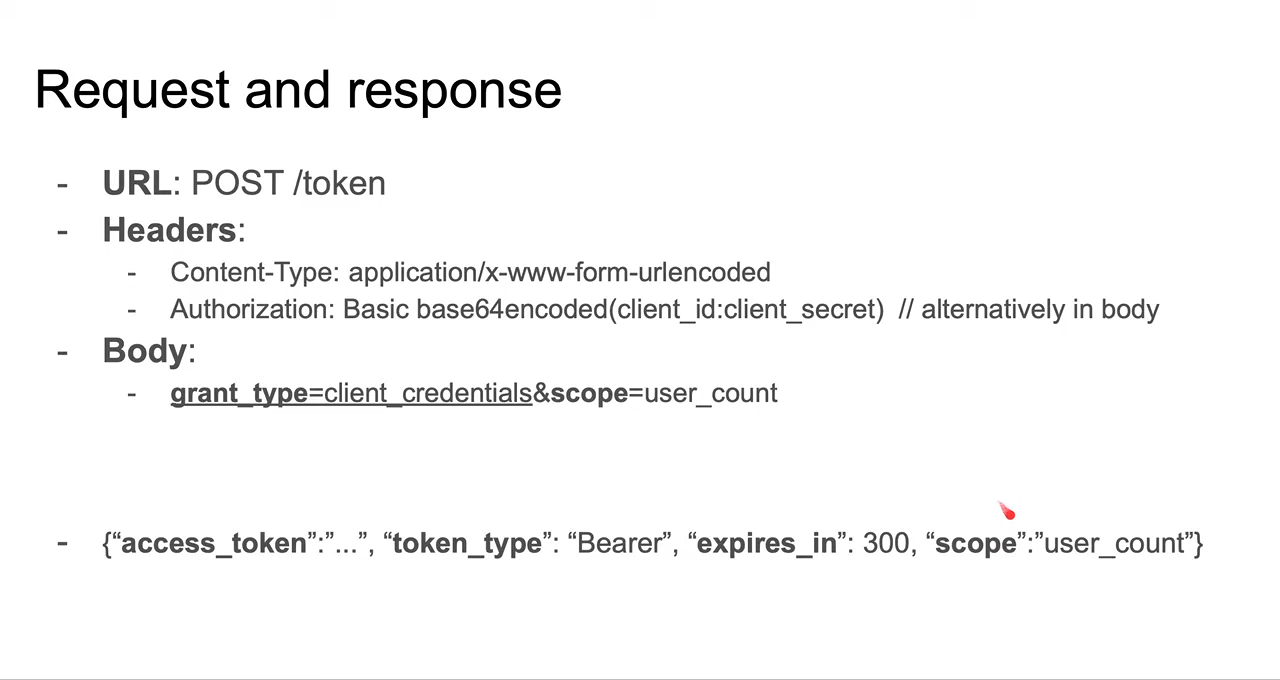 Request and response
- URL: POST /token
- Headers:
- Content-Type: application/x-www-form-urlencoded
- Authorization: Basic base64encoded(client_id:client_secret)  // alternatively in body
- Body:
- grant_type=client_credentials&scope=user_count
- {“access_token”:”...”, “token_type”: “Bearer”, “expires_in”: 300, “scope”:”user_count”}